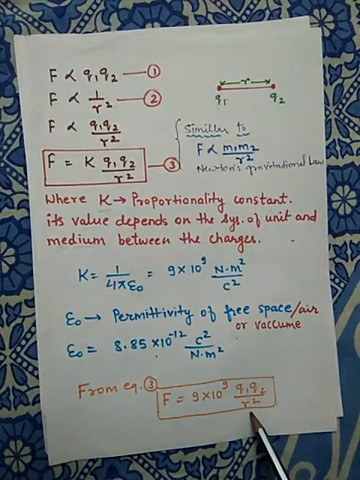 F ∝ q₁q₂ — ①
r
q₁ q₂
F ∝ 1/r² — ②
F ∝ q₁q₂/r²
Similler to
F ∝ m₁m₂/r²
Newton's gravitational Law
F = K q₁q₂/r² — ③
Where K → Proportionality constant.
its value depends on the sys. of unit and
medium between the charges.
K = 1/4πε₀ = 9×10⁹ N·m²/c²
ε₀ → Permittivity of free space/air
or vaccume
ε₀ = 8.85×10⁻¹² c²/N·m²
From eq. ③
F = 9×10⁹ q₁q₂/r²